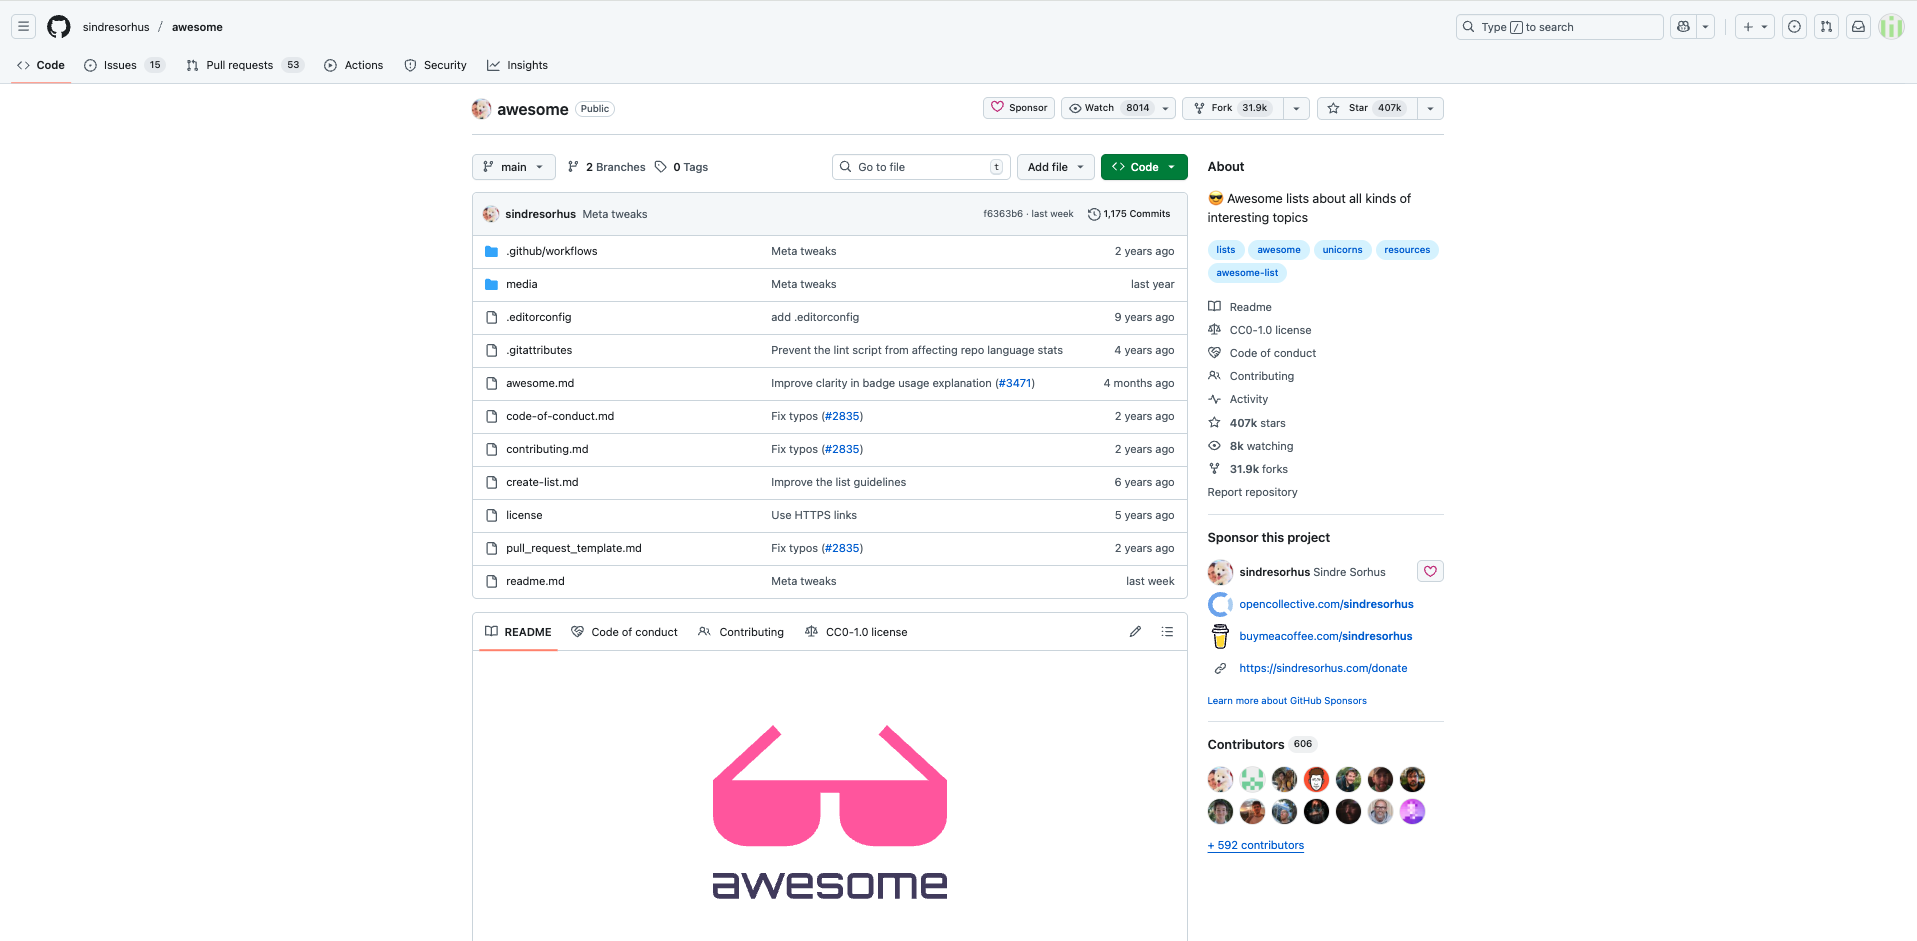 sindresorhus / awesome
Type / to search
Code
Issues 15
Pull requests 53
Actions
Security
Insights
awesome Public
Sponsor
Watch 8014
Fork 31.9k
Star 407k
main
2 Branches
0 Tags
Go to file t
Add file
Code
sindresorhus Meta tweaks f6363b6 · last week 1,175 Commits
.github/workflows Meta tweaks 2 years ago
media Meta tweaks last year
.editorconfig add .editorconfig 9 years ago
.gitattributes Prevent the lint script from affecting repo language stats 4 years ago
awesome.md Improve clarity in badge usage explanation (#3471) 4 months ago
code-of-conduct.md Fix typos (#2835) 2 years ago
contributing.md Fix typos (#2835) 2 years ago
create-list.md Improve the list guidelines 6 years ago
license Use HTTPS links 5 years ago
pull_request_template.md Fix typos (#2835) 2 years ago
readme.md Meta tweaks last week
README
Code of conduct
Contributing
CC0-1.0 license
awesome
About
😎 Awesome lists about all kinds of
interesting topics
lists awesome unicorns resources
awesome-list
Readme
CC0-1.0 license
Code of conduct
Contributing
Activity
407k stars
8k watching
31.9k forks
Report repository
Sponsor this project
sindresorhus Sindre Sorhus
opencollective.com/sindresorhus
buymeacoffee.com/sindresorhus
https://sindresorhus.com/donate
Learn more about GitHub Sponsors
Contributors 606
+ 592 contributors